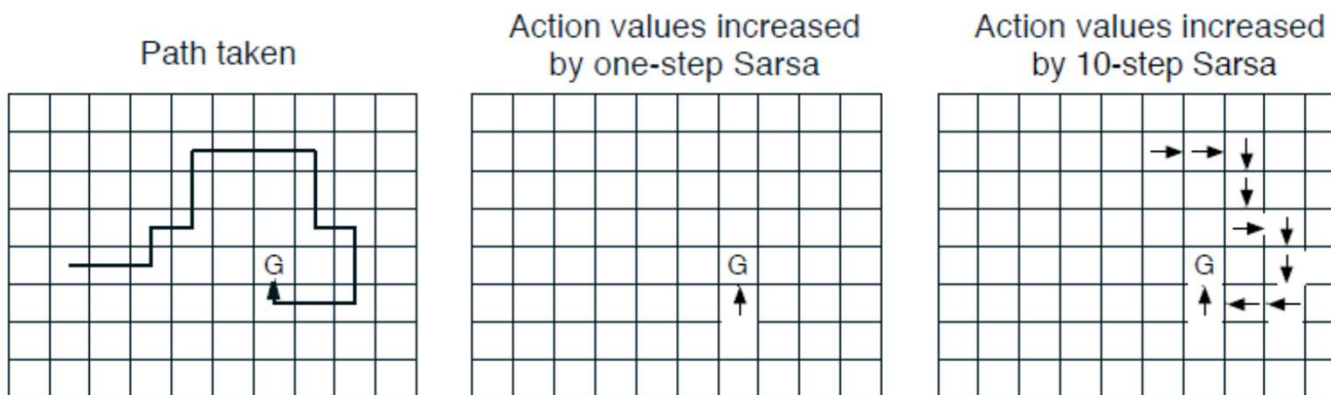 Path taken
Action values increased
by one-step Sarsa
Action values increased
by 10-step Sarsa
G
G
G